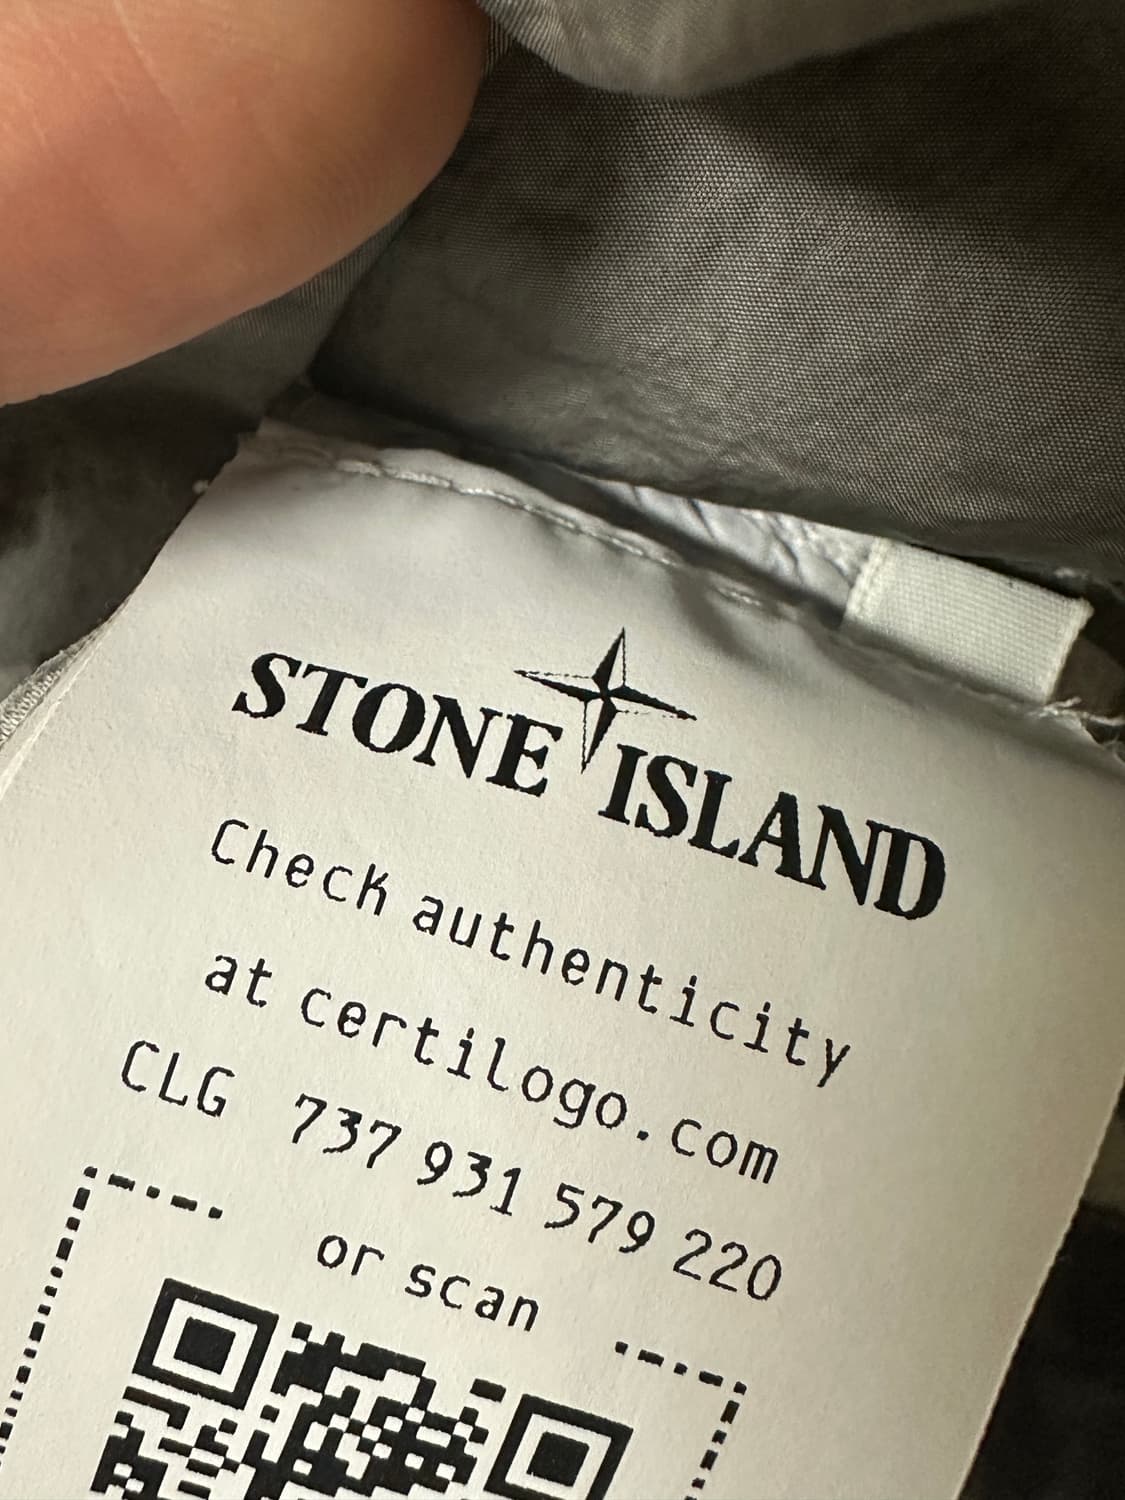 STONE ISLAND
Check authenticity
at certilogo.com
CLG 737 931 579 220
or scan